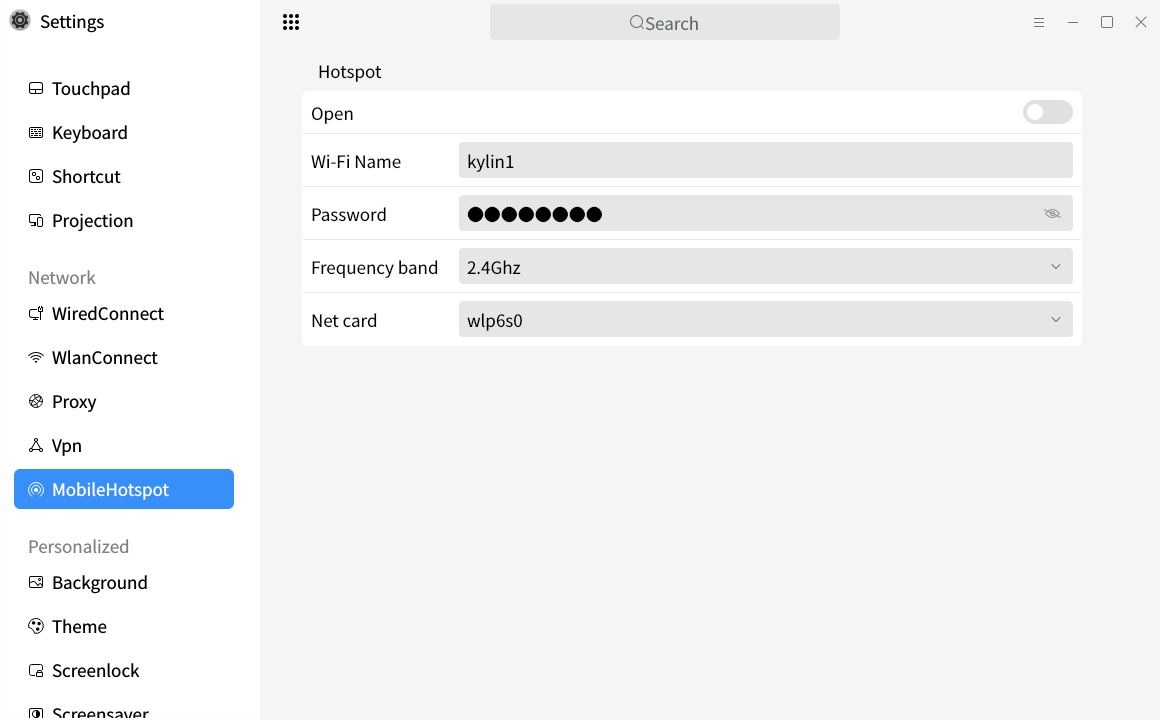 Settings
Search
Touchpad
Keyboard
Shortcut
Projection
Network
WiredConnect
WlanConnect
Proxy
Vpn
MobileHotspot
Personalized
Background
Theme
Screenlock
Screensaver
Hotspot
Open
Wi-Fi Name
kylin1
Password
●●●●●●●●
Frequency band
2.4Ghz
Net card
wlp6s0